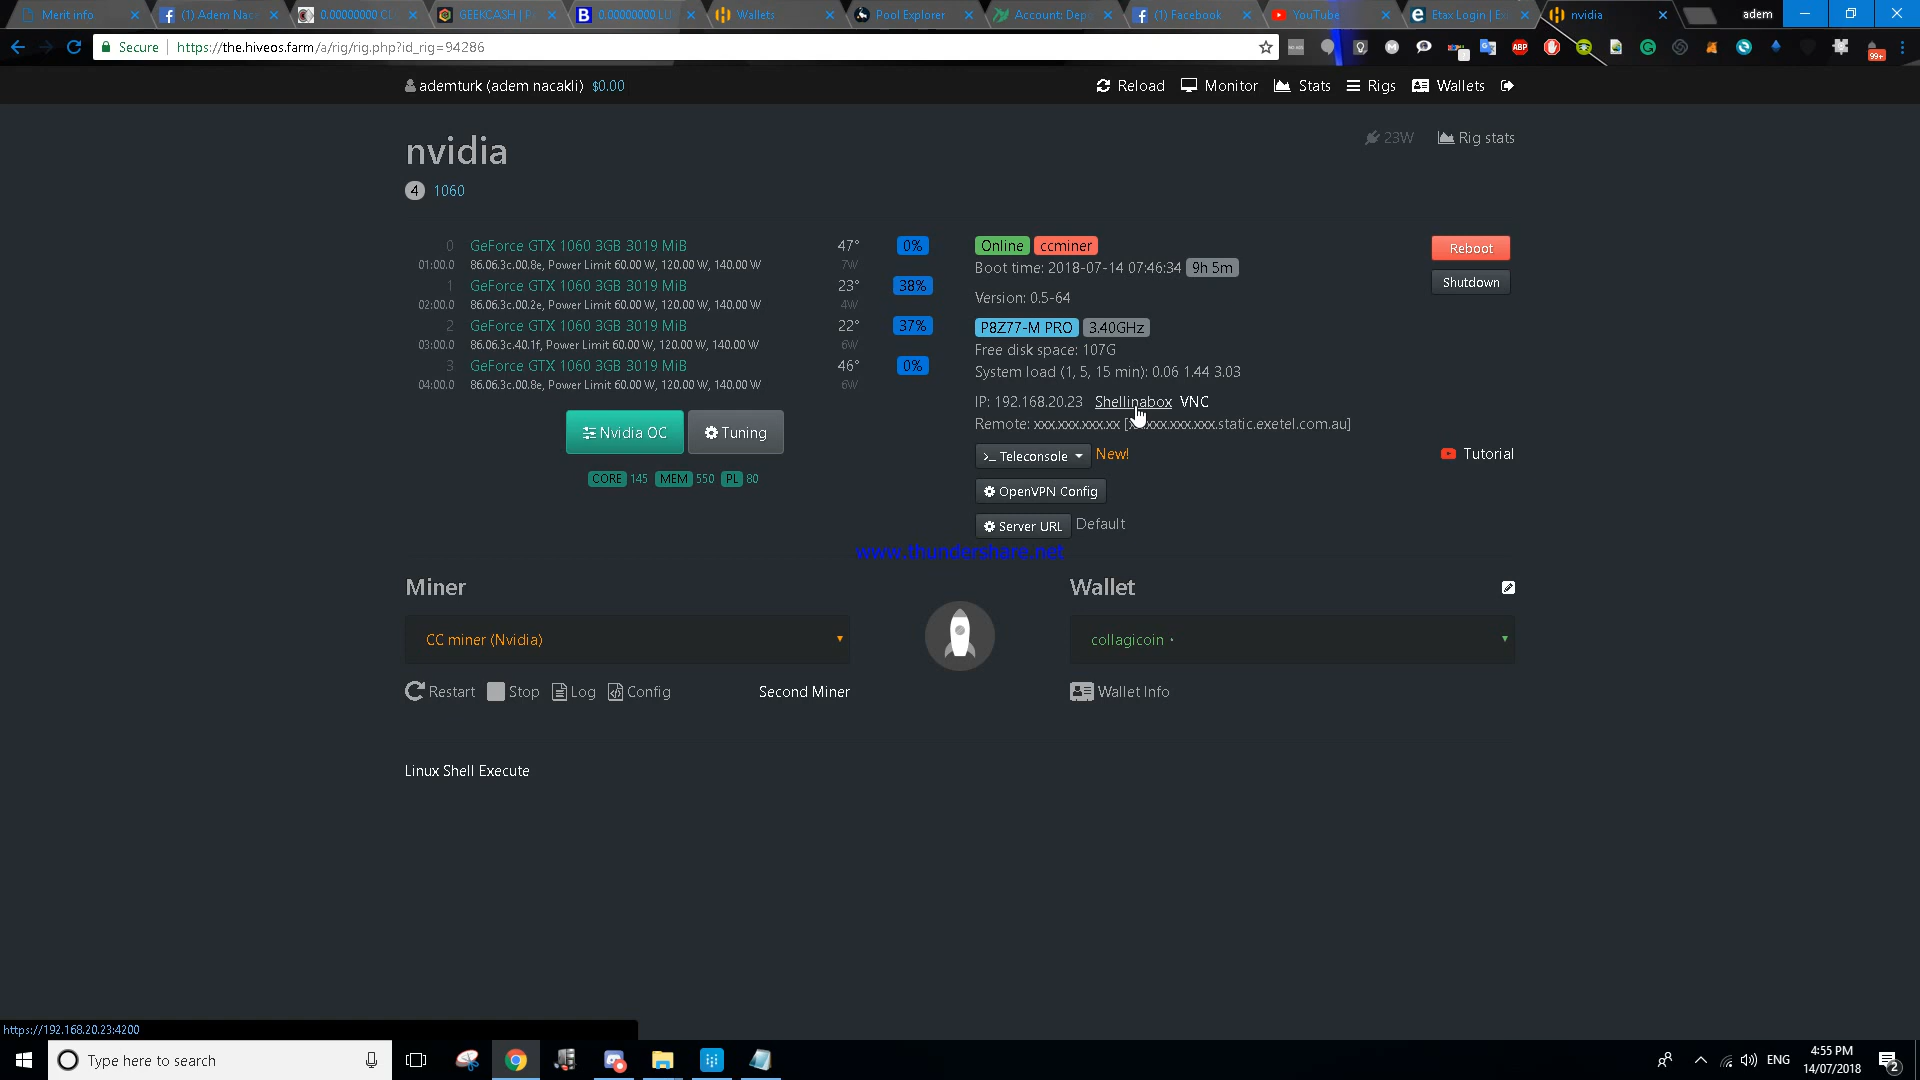 Merit info
(1) Adem Nac
0.00000000 C
GEEKCASH | P
0.00000000 LU
Wallets
Pool Explorer
Account: Dep
(1) Facebook
YouTube
Etax Login | Es
nvidia
adem
Secure
https://the.hiveos.farm/a/rig/rig.php?id_rig=94286
ABP
99+
ademturk (adem nacakli) $0.00
Reload
Monitor
Stats
Rigs
Wallets
nvidia
23W
Rig stats
4 1060
0 GeForce GTX 1060 3GB 3019 MiB 47° 0%
01:00.0 86.06.3c.00.8e, Power Limit 60.00 W, 120.00 W, 140.00 W 7W
1 GeForce GTX 1060 3GB 3019 MiB 23° 38%
02:00.0 86.06.3c.00.2e, Power Limit 60.00 W, 120.00 W, 140.00 W 4W
2 GeForce GTX 1060 3GB 3019 MiB 22° 37%
03:00.0 86.06.3c.40.1f, Power Limit 60.00 W, 120.00 W, 140.00 W 6W
3 GeForce GTX 1060 3GB 3019 MiB 46° 0%
04:00.0 86.06.3c.00.8e, Power Limit 60.00 W, 120.00 W, 140.00 W 6W
Nvidia OC
Tuning
CORE 145 MEM 550 PL 80
Online ccminer
Boot time: 2018-07-14 07:46:34 9h 5m
Version: 0.5-64
P8Z77-M PRO 3.40GHz
Free disk space: 107G
System load (1, 5, 15 min): 0.06 1.44 3.03
IP: 192.168.20.23 Shellinabox VNC
Remote: xxx.xxx.xxx.xx [xx.xxx.xxx.xxx.static.exetel.com.au]
>_ Teleconsole New!
OpenVPN Config
Server URL Default
Reboot
Shutdown
Tutorial
www.thundershare.net
Miner
CC miner (Nvidia)
Restart
Stop
Log
Config
Second Miner
Wallet
collagicoin •
Wallet Info
Linux Shell Execute
https://192.168.20.23:4200
Type here to search
ENG
4:55 PM
14/07/2018
2